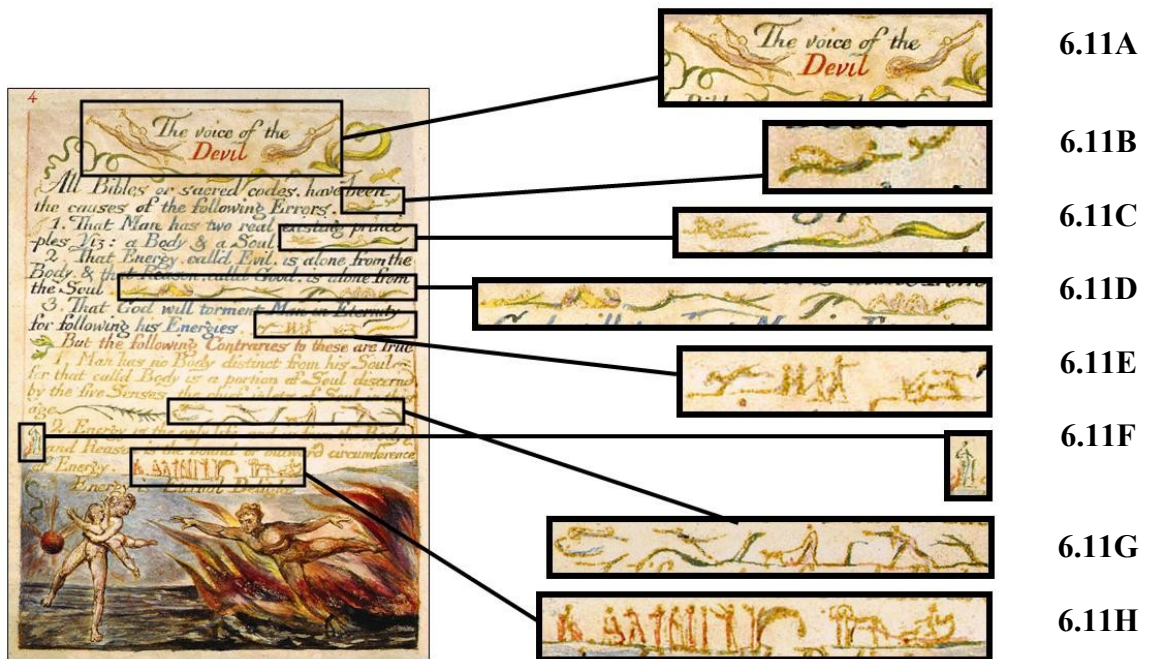 4
The voice of the
Devil
All Bibles or sacred codes. have been
the causes of the following Errors.
1. That Man has two real existing princi
ples Viz: a Body & a Soul
2. That Energy. calld Evil. is alone from the
Body. & that Reason. calld Good. is alone from
the Soul
3. That God will torment Man in Eternity
for following his Energies.
But the following Contraries to these are True
1. Man has no Body distinct from his Soul
for that calld Body is a portion of Soul discernd
by the five Senses. the chief inlets of Soul in this
age
2. Energy is the only life and is from the Body
and Reason is the bound or outward circumference
of Energy.
Energy is Eternal Delight
The voice of the
Devil
6.11A
6.11B
6.11C
6.11D
6.11E
6.11F
6.11G
6.11H